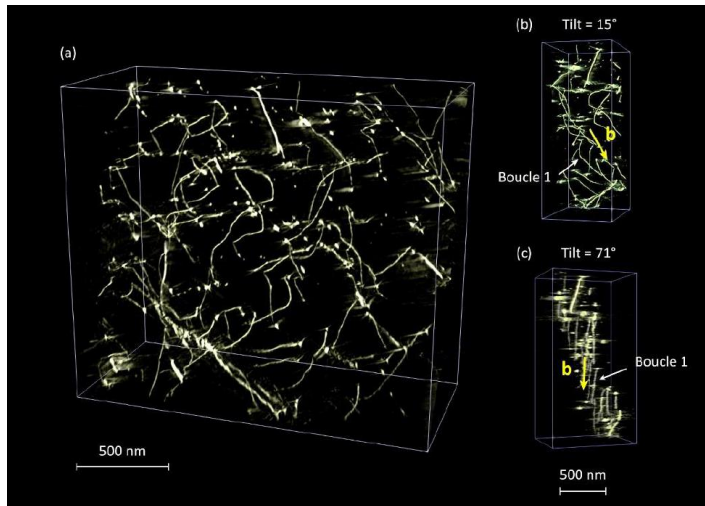 (a)
500 nm
(b)
Tilt = 15°
b
Boucle 1
(c)
Tilt = 71°
b
Boucle 1
500 nm